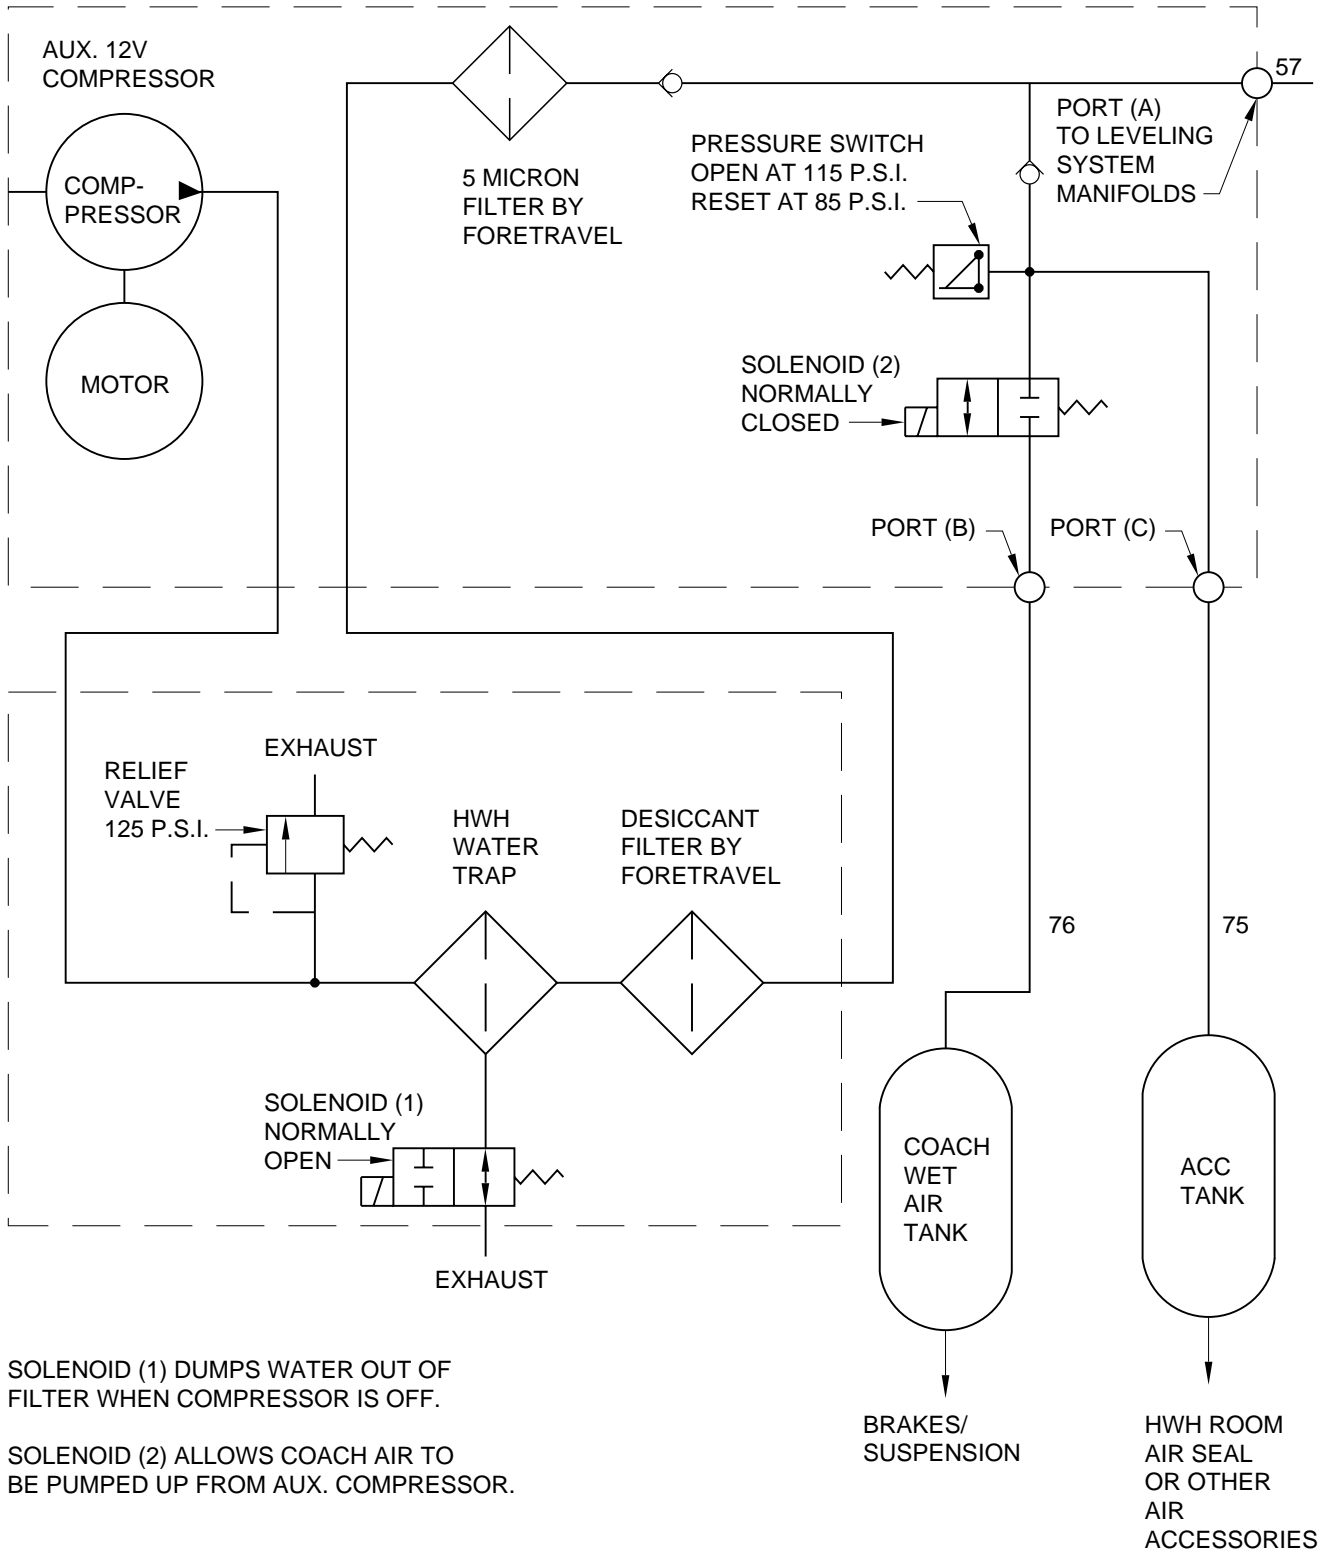 AUX. 12V
COMPRESSOR
COMP-
PRESSOR
MOTOR
5 MICRON
FILTER BY
FORETRAVEL
PRESSURE SWITCH
OPEN AT 115 P.S.I.
RESET AT 85 P.S.I.
57
PORT (A)
TO LEVELING
SYSTEM
MANIFOLDS
SOLENOID (2)
NORMALLY
CLOSED
PORT (B)
PORT (C)
EXHAUST
RELIEF
VALVE
125 P.S.I.
HWH
WATER
TRAP
DESICCANT
FILTER BY
FORETRAVEL
76
75
SOLENOID (1)
NORMALLY
OPEN
EXHAUST
COACH
WET
AIR
TANK
ACC
TANK
SOLENOID (1) DUMPS WATER OUT OF
FILTER WHEN COMPRESSOR IS OFF.
SOLENOID (2) ALLOWS COACH AIR TO
BE PUMPED UP FROM AUX. COMPRESSOR.
BRAKES/
SUSPENSION
HWH ROOM
AIR SEAL
OR OTHER
AIR
ACCESSORIES